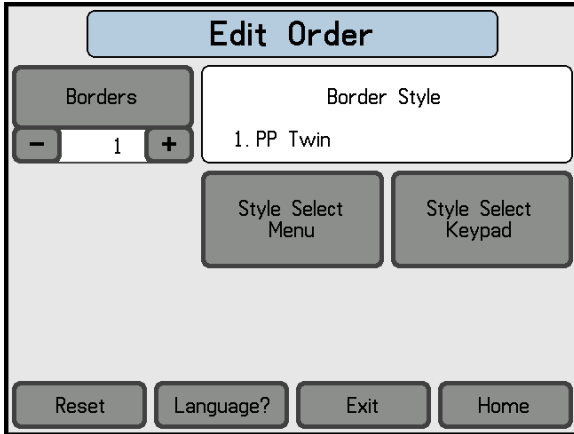 Edit Order
Borders
Border Style
− 1 +
1. PP Twin
Style Select
Menu
Style Select
Keypad
Reset
Language?
Exit
Home